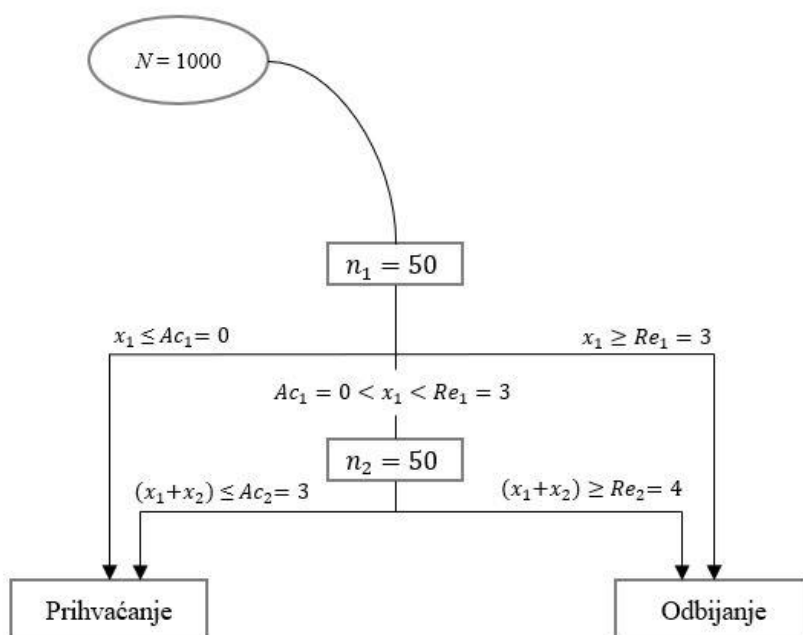 N = 1000
n₁ = 50
x₁ ≤ Ac₁= 0
x₁ ≥ Re₁ = 3
Ac₁ = 0 < x₁ < Re₁ = 3
n₂ = 50
(x₁+x₂) ≤ Ac₂= 3
(x₁+x₂) ≥ Re₂= 4
Prihvaćanje
Odbijanje